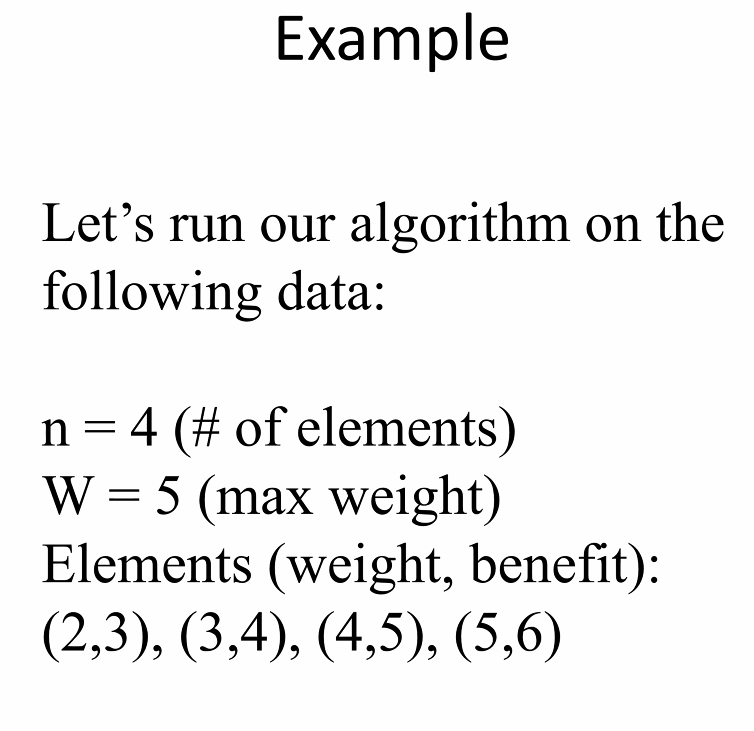 Example
Let’s run our algorithm on the
following data:
n = 4 (# of elements)
W = 5 (max weight)
Elements (weight, benefit):
(2,3), (3,4), (4,5), (5,6)